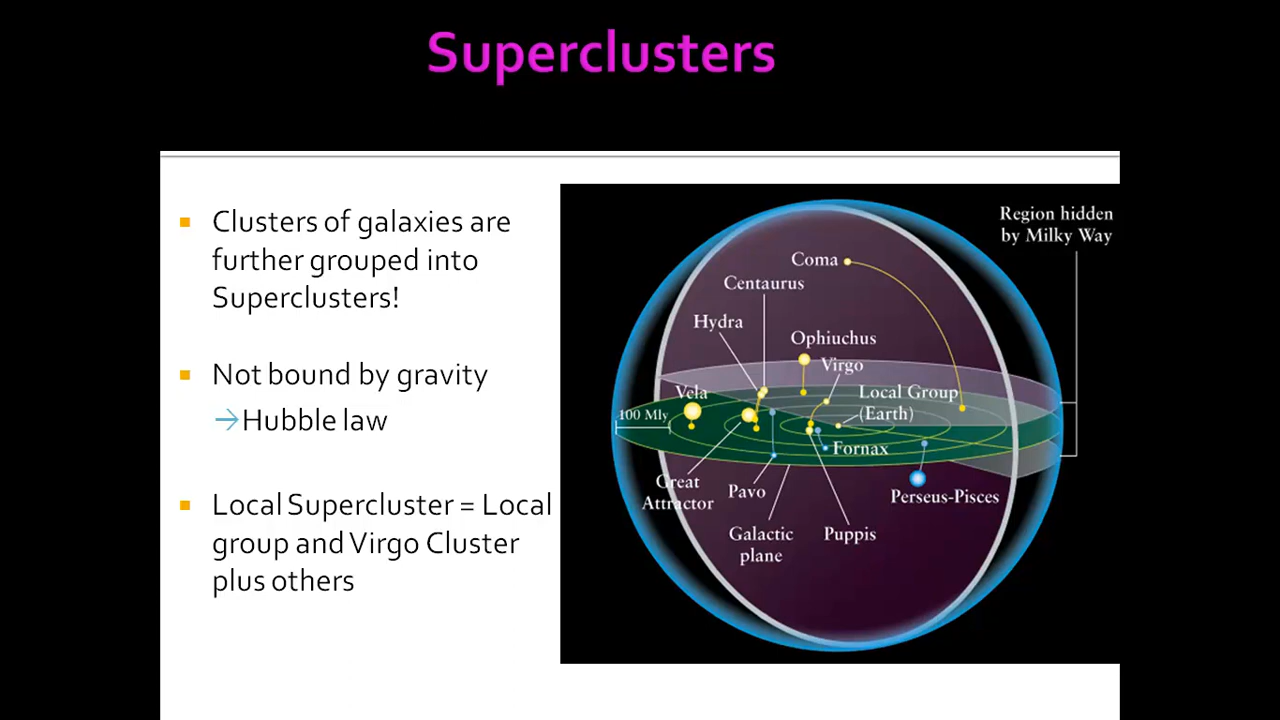 Superclusters
Clusters of galaxies are
further grouped into
Superclusters!
Not bound by gravity
→Hubble law
Local Supercluster = Local
group and Virgo Cluster
plus others
Region hidden
by Milky Way
Coma
Centaurus
Hydra
Ophiuchus
Virgo
Vela
Local Group
(Earth)
100 Mly
Fornax
Great
Attractor
Pavo
Perseus-Pisces
Galactic
plane
Puppis